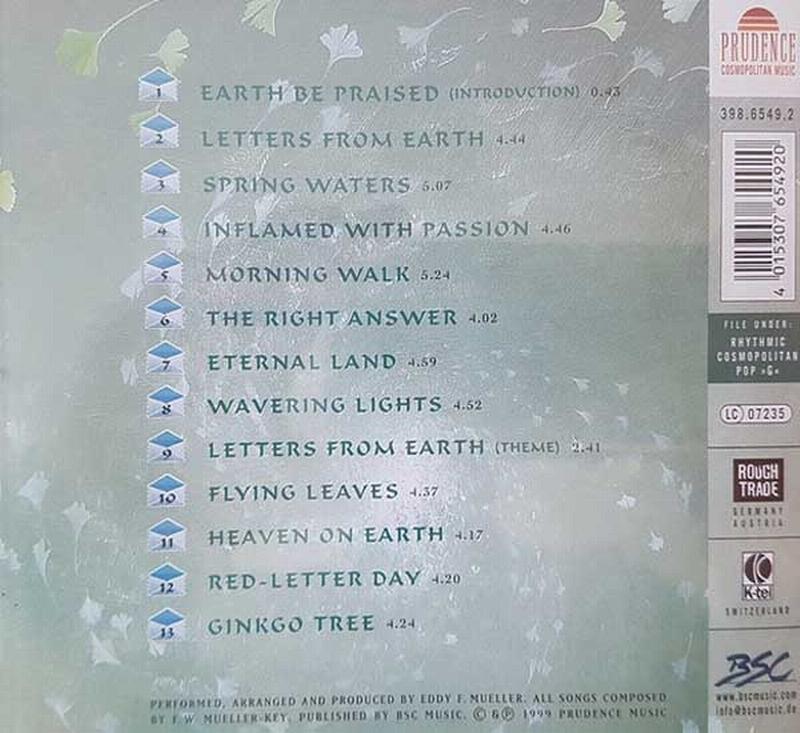 1 EARTH BE PRAISED (INTRODUCTION) 0.43
2 LETTERS FROM EARTH 4.44
3 SPRING WATERS 5.07
4 INFLAMED WITH PASSION 4.46
5 MORNING WALK 5.24
6 THE RIGHT ANSWER 4.02
7 ETERNAL LAND 4.59
8 WAVERING LIGHTS 4.52
9 LETTERS FROM EARTH (THEME) 2.41
10 FLYING LEAVES 4.37
11 HEAVEN ON EARTH 4.17
12 RED-LETTER DAY 4.20
13 GINKGO TREE 4.24
PERFORMED, ARRANGED AND PRODUCED BY EDDY F. MUELLER. ALL SONGS COMPOSED
BY F.W. MUELLER-KEY. PUBLISHED BY BSC MUSIC. © & ℗ 1999 PRUDENCE MUSIC
PRUDENCE
COSMOPOLITAN MUSIC
398.6549.2
4 015307 654920
FILE UNDER:
RHYTHMIC
COSMOPOLITAN
POP »G«
LC 07235
ROUGH
TRADE
GERMANY
AUSTRIA
K
K-tel
SWITZERLAND
BSC
www.bscmusic.com
info@bscmusic.de